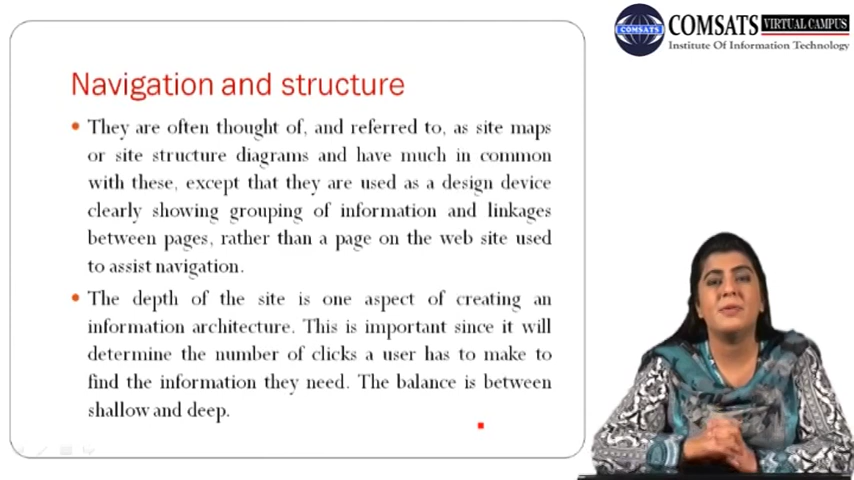 COMSATS VIRTUAL CAMPUS
COMSATS
Institute Of Information Technology
Navigation and structure
• They are often thought of, and referred to, as site maps
or site structure diagrams and have much in common
with these, except that they are used as a design device
clearly showing grouping of information and linkages
between pages, rather than a page on the web site used
to assist navigation.
• The depth of the site is one aspect of creating an
information architecture. This is important since it will
determine the number of clicks a user has to make to
find the information they need. The balance is between
shallow and deep.